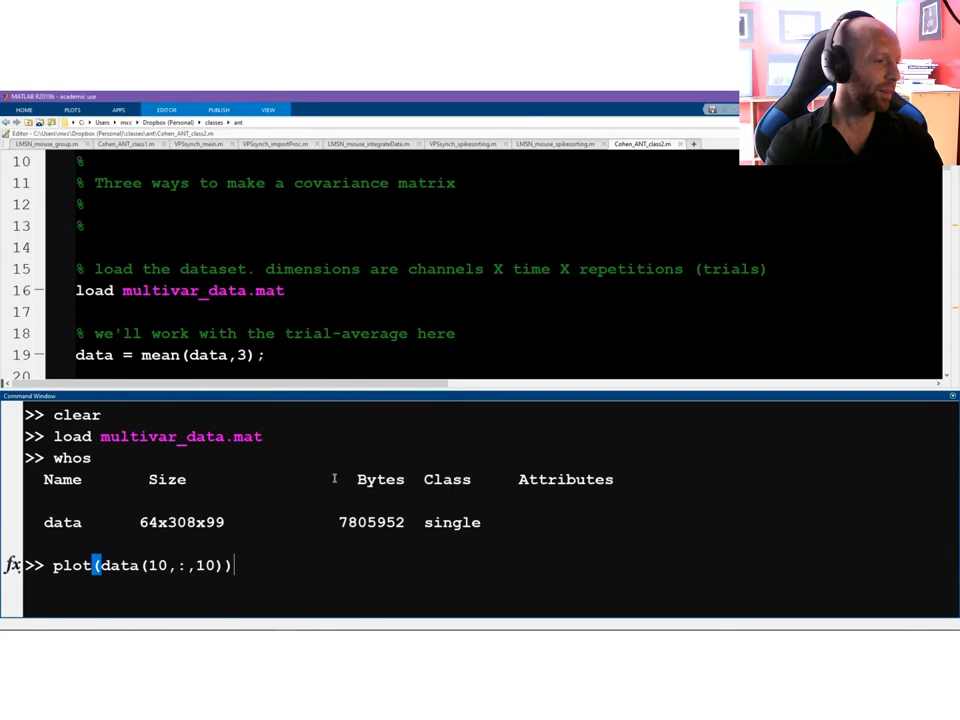 MATLAB R2019b - academic use
HOME PLOTS APPS EDITOR PUBLISH VIEW
C: Users mxc Dropbox (Personal) classes ant
Editor - C:\Users\mxc\Dropbox (Personal)\classes\ant\Cohen_ANT_class2.m
LMSN_mouse_group.m Cohen_ANT_class1.m VPSynch_main.m VPSynch_importProc.m LMSN_mouse_integrateData.m VPSynch_spikesorting.m LMSN_mouse_spikesorting.m Cohen_ANT_class2.m
10 %
11 % Three ways to make a covariance matrix
12 %
13 %
14
15 % load the dataset. dimensions are channels X time X repetitions (trials)
16 load multivar_data.mat
17
18 % we'll work with the trial-average here
19 data = mean(data,3);
20
Command Window
>> clear
>> load multivar_data.mat
>> whos
Name Size Bytes Class Attributes
data 64x308x99 7805952 single
fx >> plot(data(10,:,10))